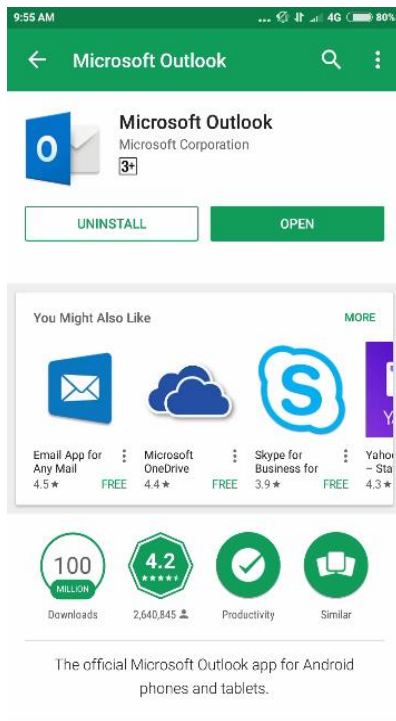 9:55 AM
... 4G 80%
Microsoft Outlook
O
Microsoft Outlook
Microsoft Corporation
3+
UNINSTALL
OPEN
You Might Also Like
MORE
Email App for
Any Mail
4.5★ FREE
Microsoft
OneDrive
4.4★ FREE
S
Skype for
Business for
3.9★ FREE
Yaho
– Sta
4.3★
100
MILLION
Downloads
4.2
2,640,845
Productivity
Similar
The official Microsoft Outlook app for Android
phones and tablets.